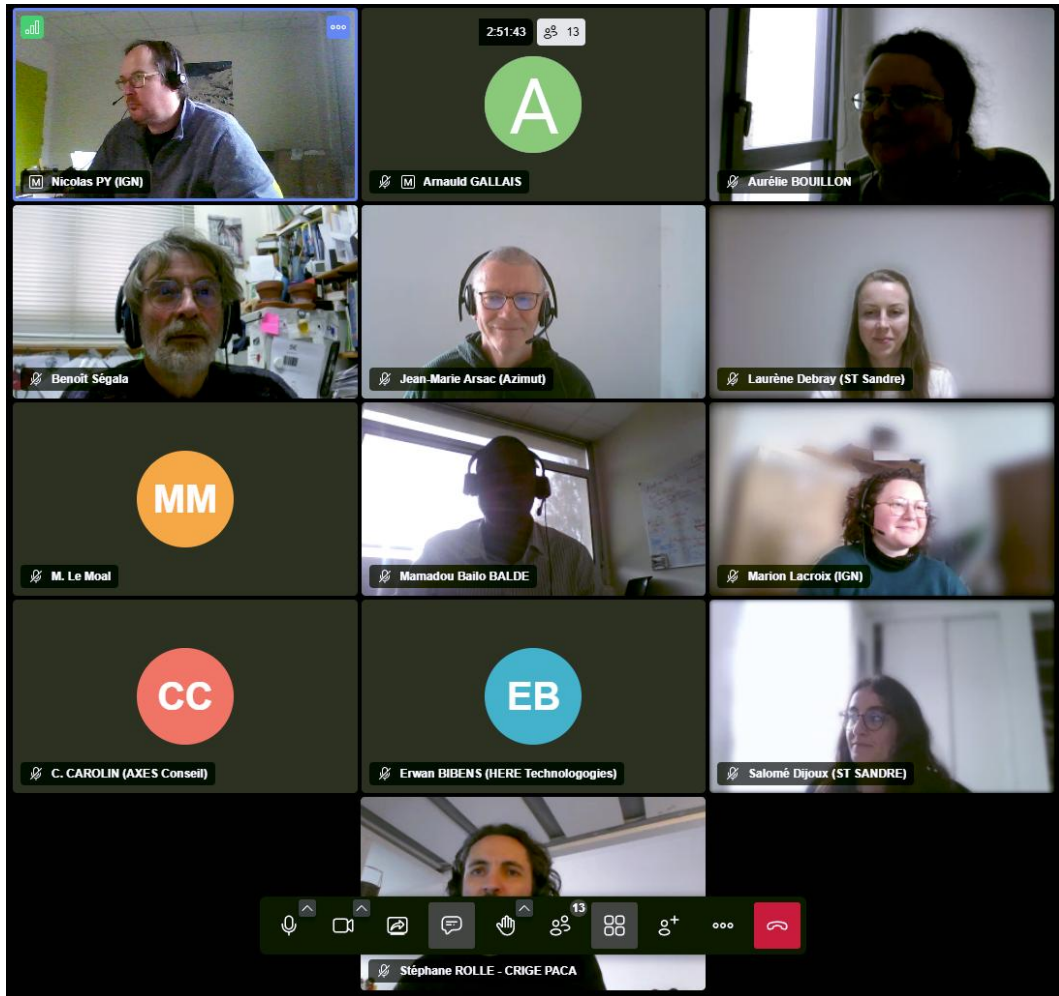 2:51:43
13
A
M Nicolas PY (IGN)
M Arnauld GALLAIS
Aurélie BOUILLON
Benoît Ségala
Jean-Marie Arsac (Azimut)
Laurène Debray (ST Sandre)
MM
M. Le Moal
Mamadou Bailo BALDE
Marion Lacroix (IGN)
CC
EB
C. CAROLIN (AXES Conseil)
Erwan BIBENS (HERE Technologogies)
Salomé Dijoux (ST SANDRE)
13
Stéphane ROLLE - CRIGE PACA